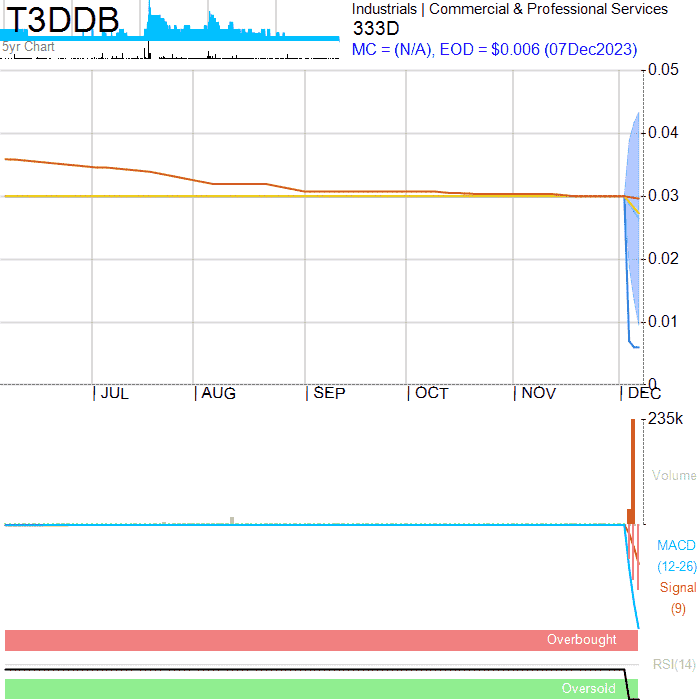 T3DDB
5yr Chart
Industrials | Commercial & Professional Services
333D
MC = (N/A), EOD = $0.006 (07Dec2023)
0.05
0.04
0.03
0.02
0.01
0
JUL
AUG
SEP
OCT
NOV
DEC
235k
Volume
MACD
(12-26)
Signal
(9)
Overbought
RSI(14)
Oversold